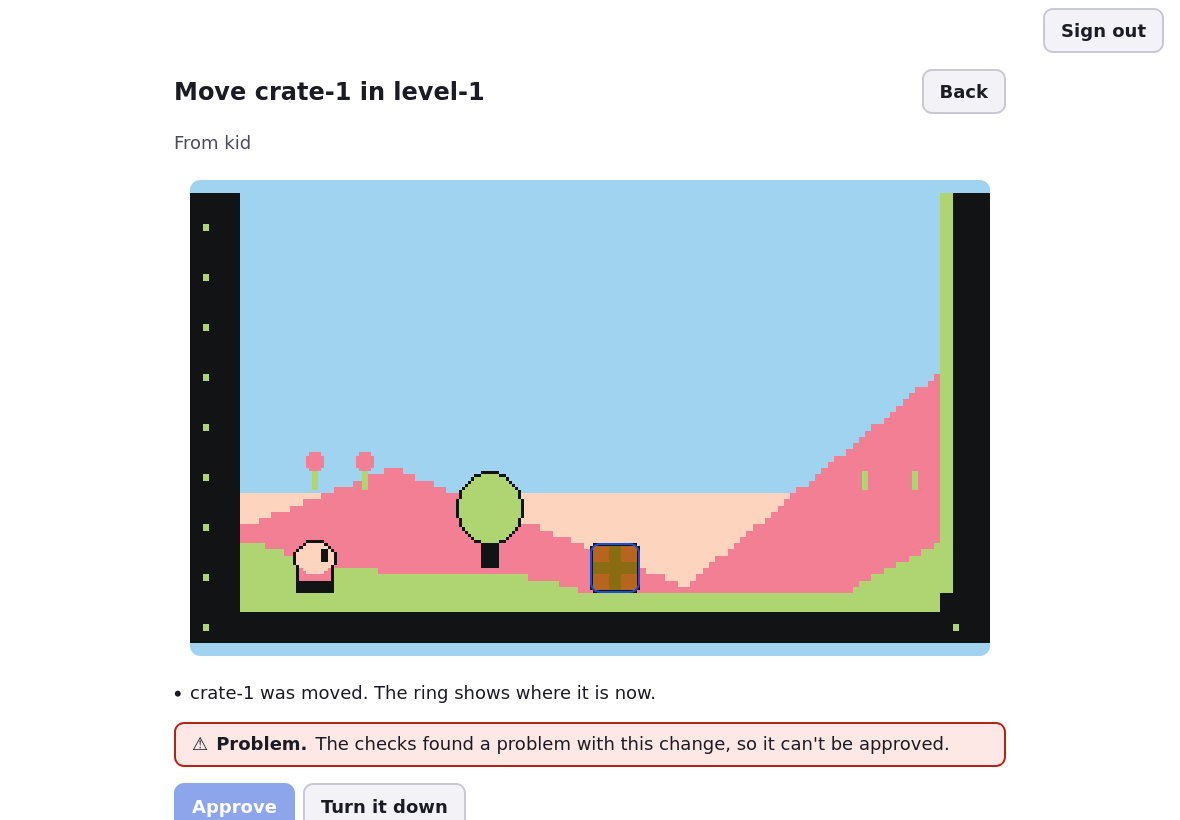 Sign out
Move crate-1 in level-1
Back
From kid
• crate-1 was moved. The ring shows where it is now.
⚠ Problem. The checks found a problem with this change, so it can't be approved.
Approve
Turn it down